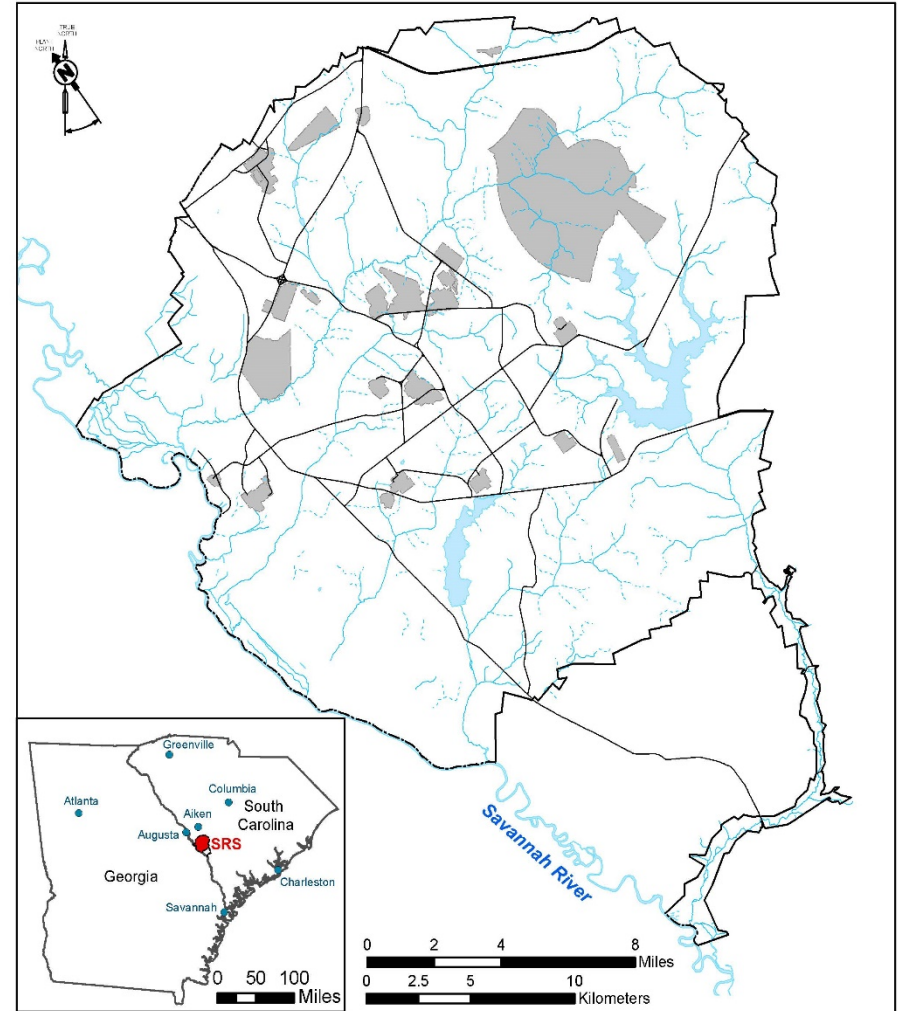 TRUE
NORTH
PLANT
NORTH
N
Savannah River
Greenville
Columbia
Atlanta
Aiken
South
Carolina
Augusta
SRS
Georgia
Charleston
Savannah
0 50 100
Miles
0 2 4 8
Miles
0 2.5 5 10
Kilometers